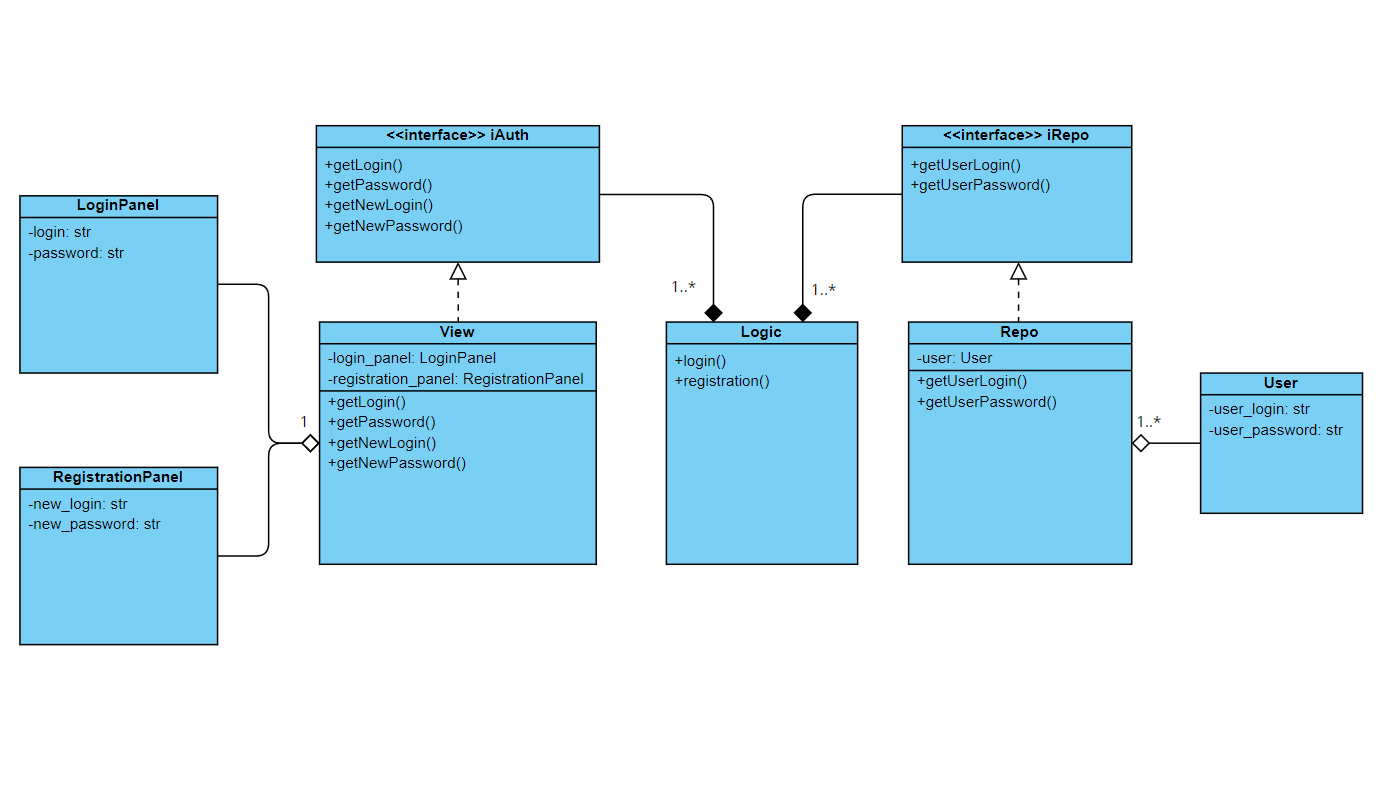 <<interface>> iAuth
+getLogin()
+getPassword()
+getNewLogin()
+getNewPassword()
<<interface>> iRepo
+getUserLogin()
+getUserPassword()
LoginPanel
-login: str
-password: str
1..*
1..*
View
-login_panel: LoginPanel
-registration_panel: RegistrationPanel
+getLogin()
+getPassword()
+getNewLogin()
+getNewPassword()
Logic
+login()
+registration()
Repo
-user: User
+getUserLogin()
+getUserPassword()
User
-user_login: str
-user_password: str
1
1..*
RegistrationPanel
-new_login: str
-new_password: str